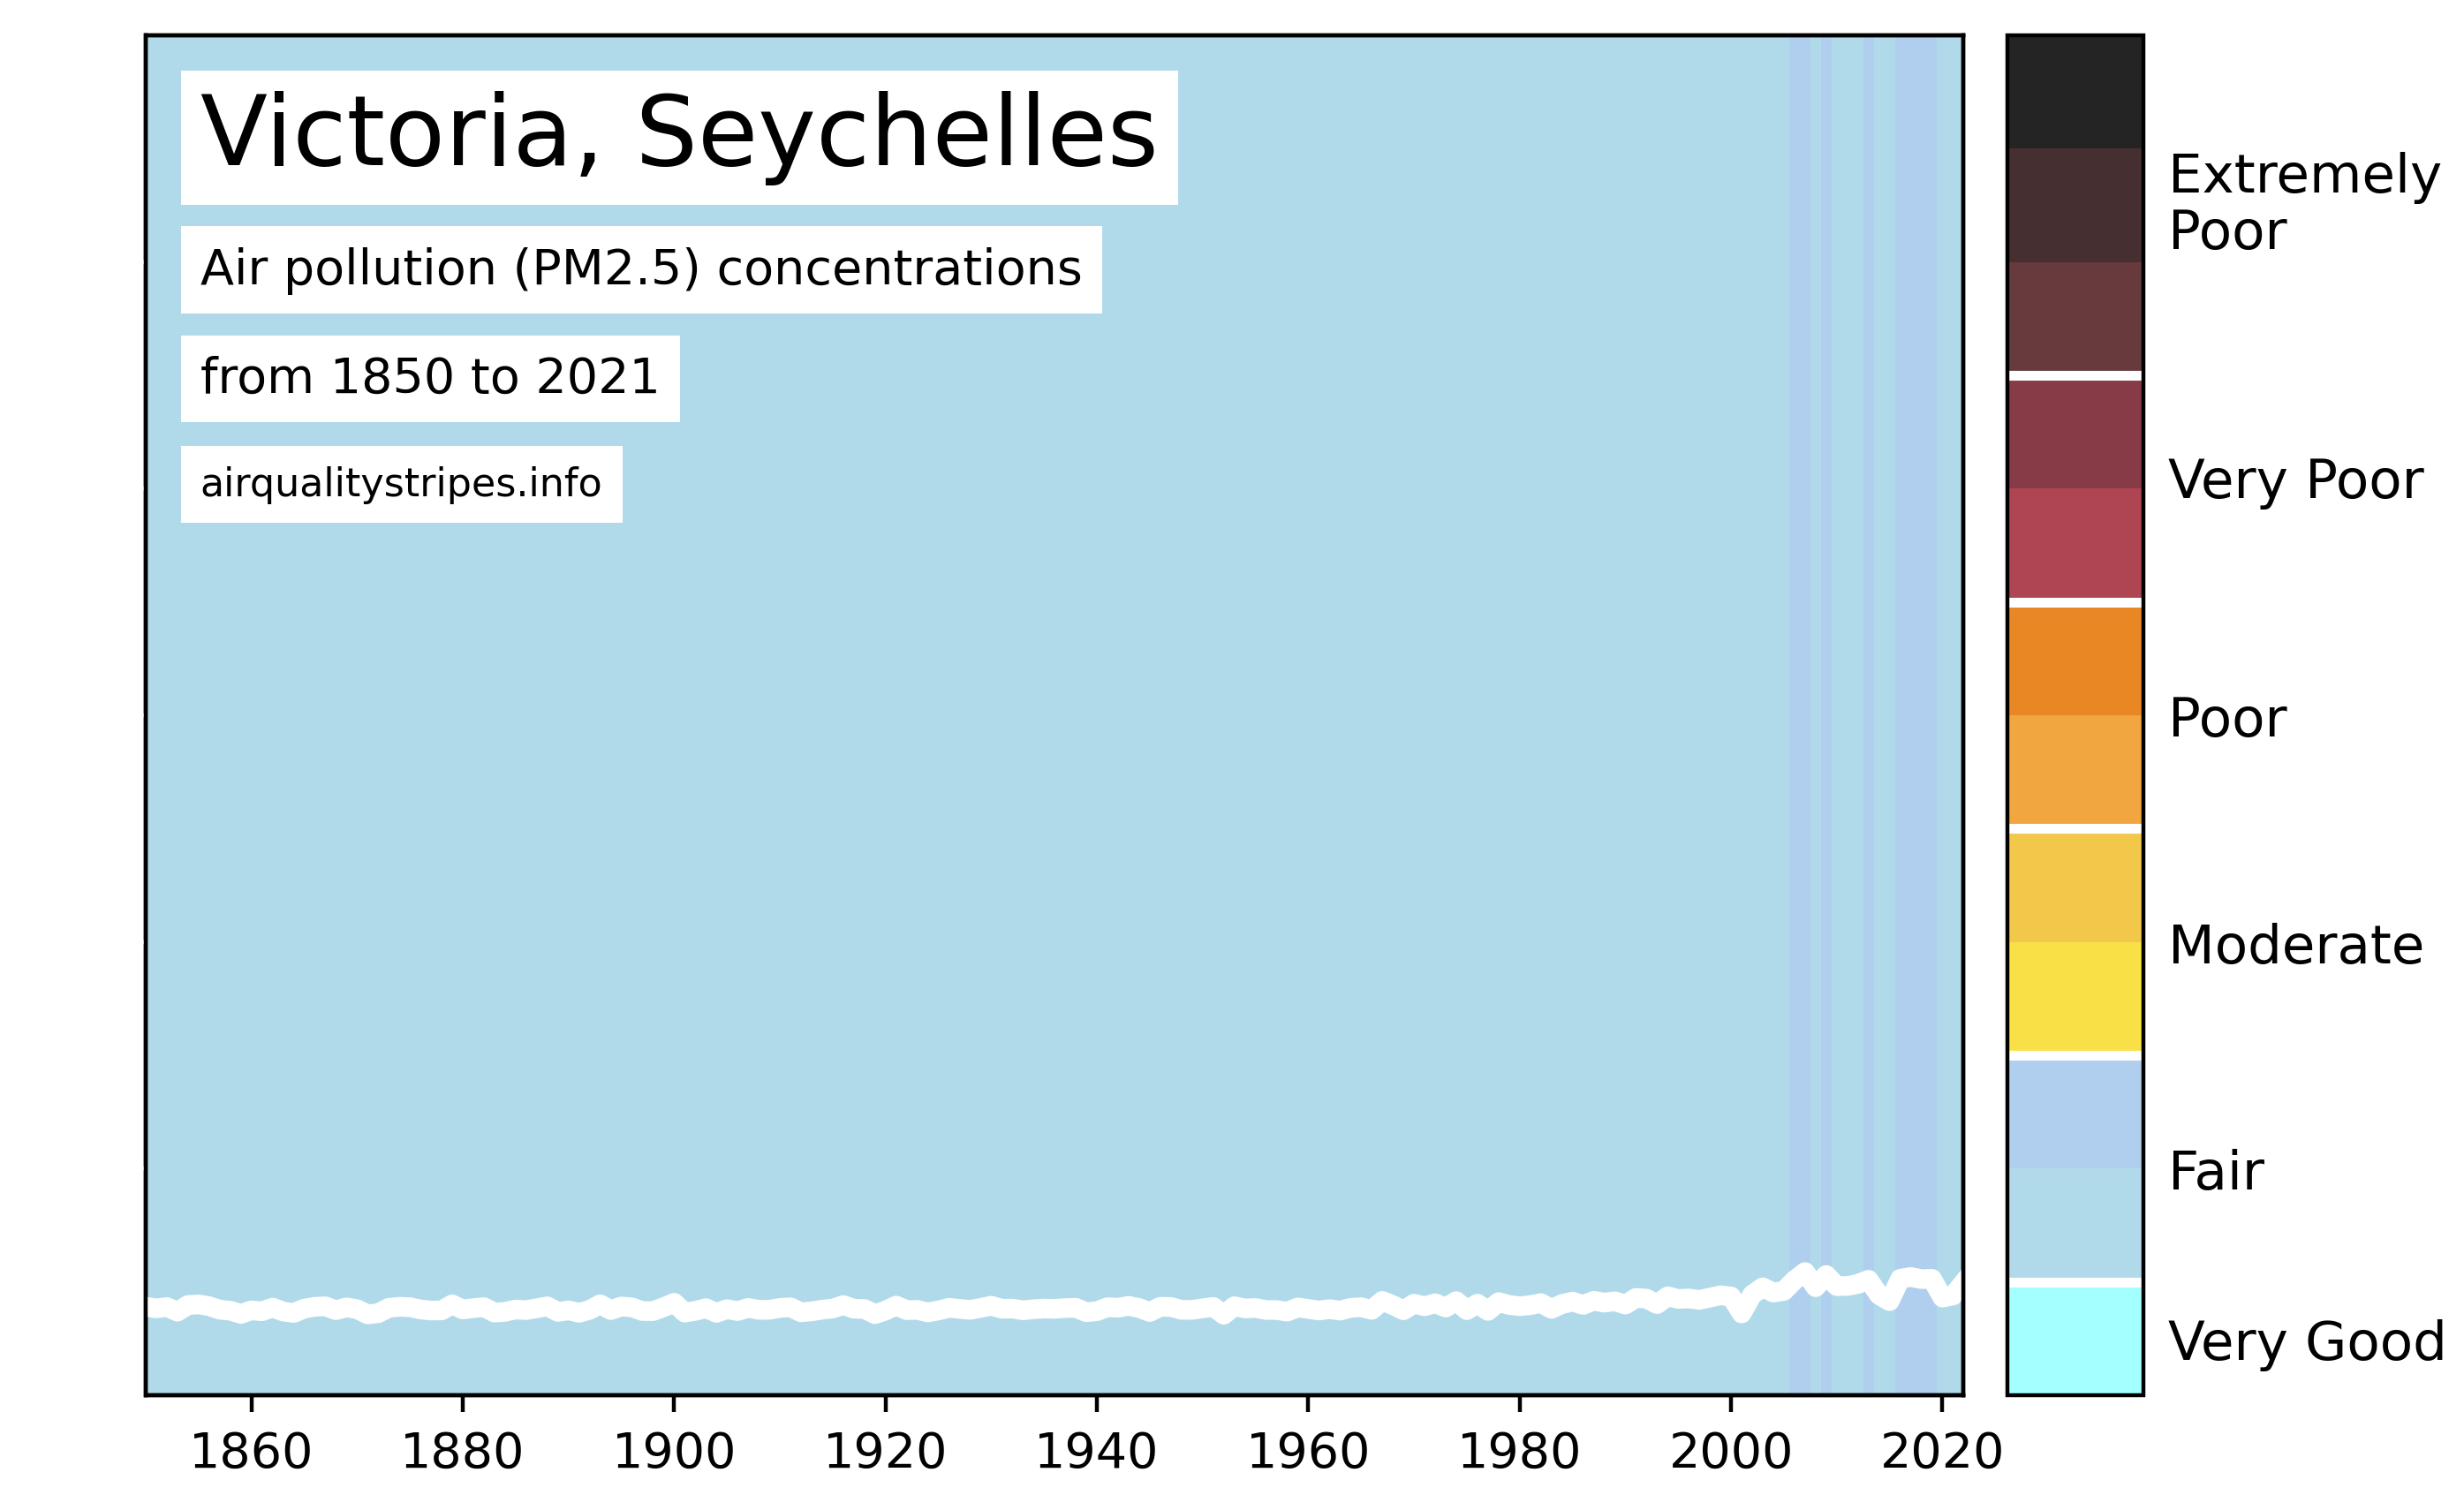 Victoria, Seychelles
Air pollution (PM2.5) concentrations
from 1850 to 2021
airqualitystripes.info
Extremely
Poor
Very Poor
Poor
Moderate
Fair
Very Good
1860 1880 1900 1920 1940 1960 1980 2000 2020